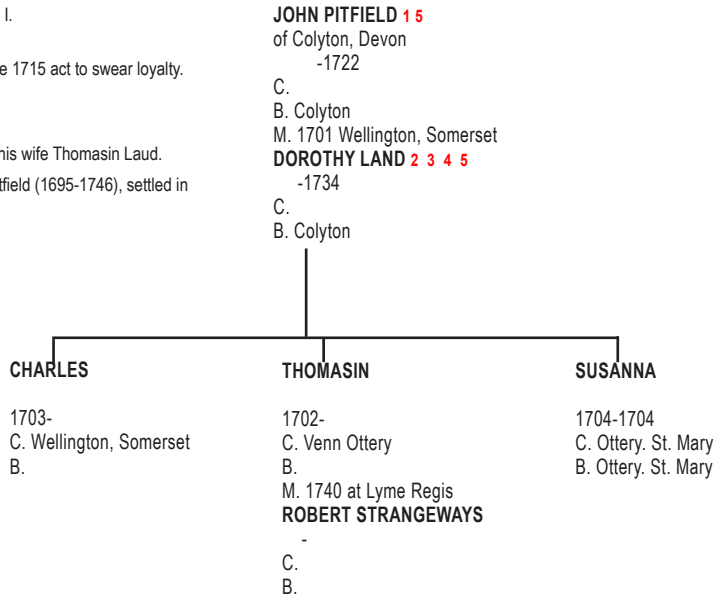 I.
e 1715 act to swear loyalty.
his wife Thomasin Laud.
tfield (1695-1746), settled in
JOHN PITFIELD 1 5
of Colyton, Devon
-1722
C.
B. Colyton
M. 1701 Wellington, Somerset
DOROTHY LAND 2 3 4 5
-1734
C.
B. Colyton
CHARLES
1703-
C. Wellington, Somerset
B.
THOMASIN
1702-
C. Venn Ottery
B.
M. 1740 at Lyme Regis
ROBERT STRANGEWAYS
-
C.
B.
SUSANNA
1704-1704
C. Ottery. St. Mary
B. Ottery. St. Mary